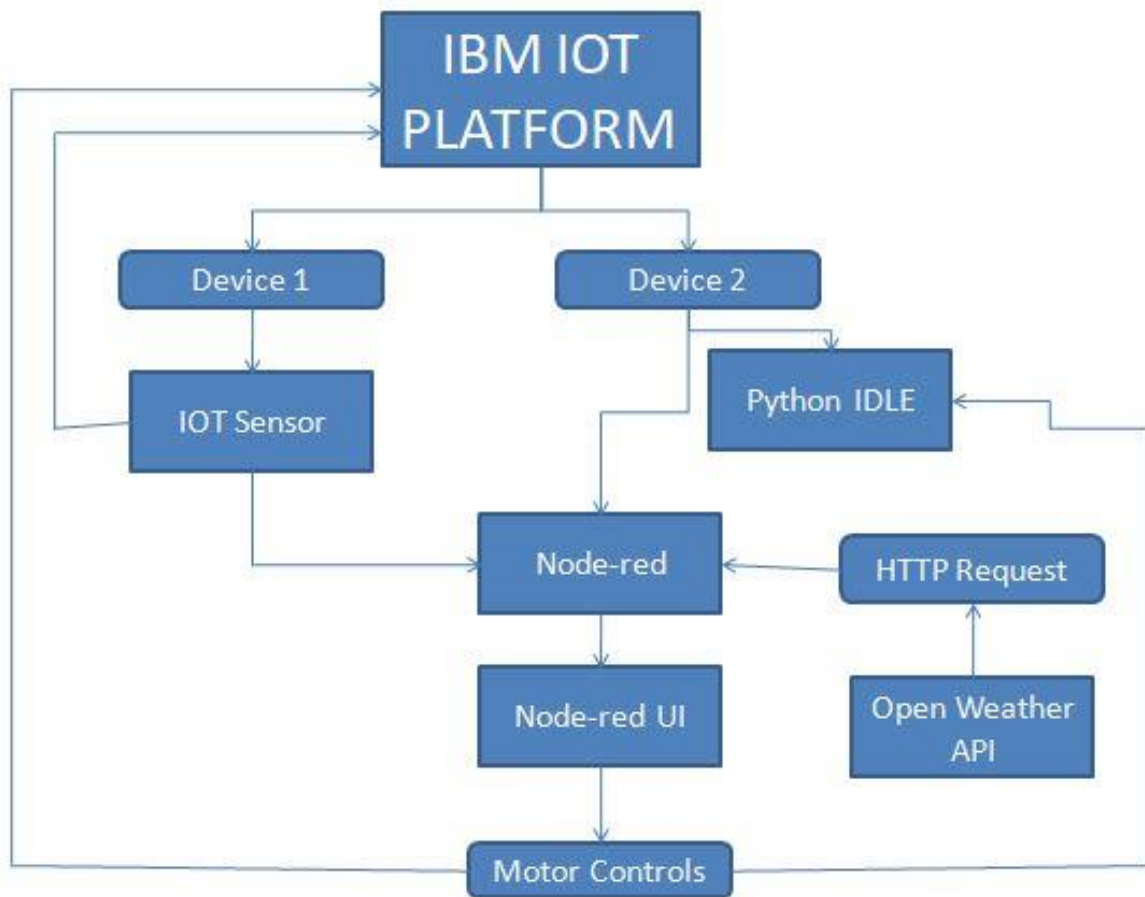 IBM IOT
PLATFORM
Device 1
Device 2
IOT Sensor
Python IDLE
Node-red
HTTP Request
Node-red UI
Open Weather
API
Motor Controls